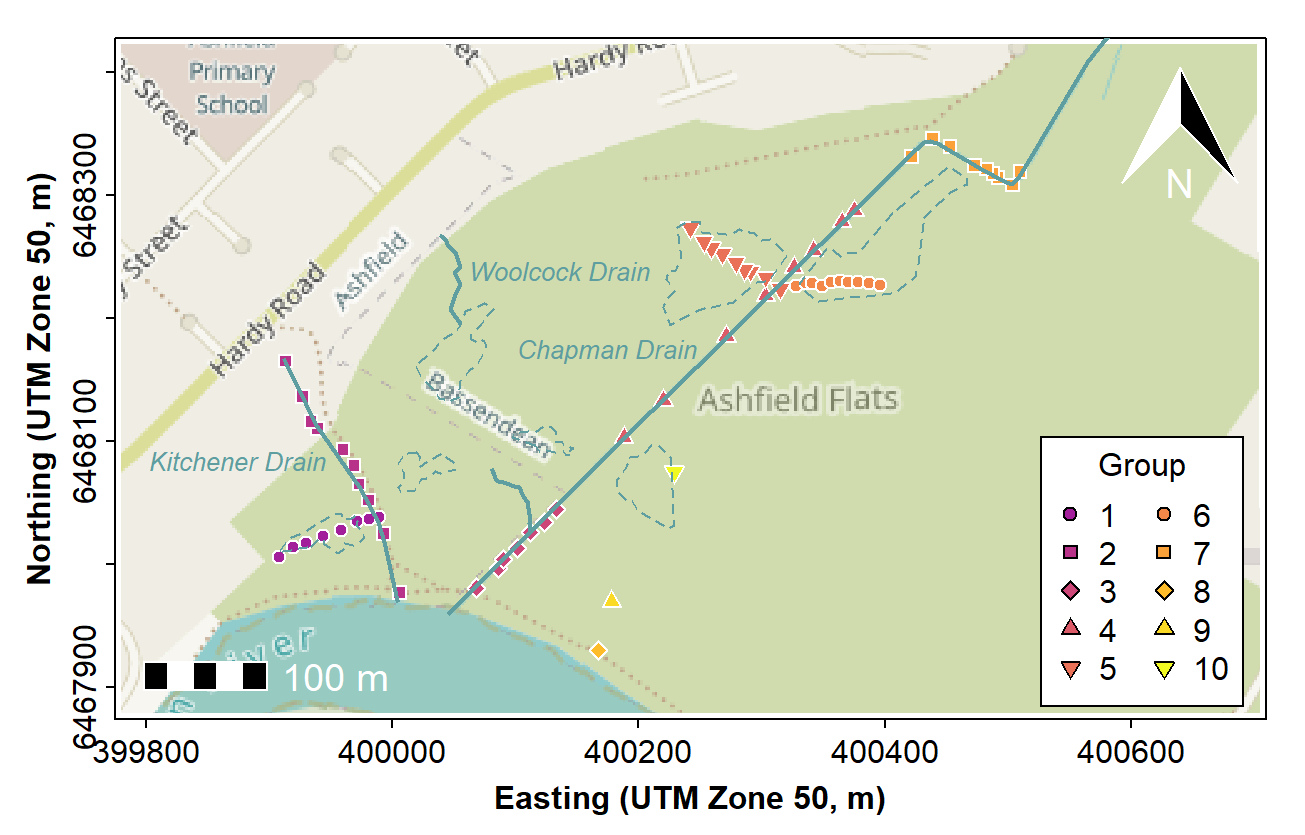 Primary
School
Hardy
s Street
Street
Hardy Road
Ashfield
Woolcock Drain
Chapman Drain
Bassendean
Ashfield Flats
Kitchener Drain
N
Group
1
2
3
4
5
6
7
8
9
10
100 m
6468300
6468100
6467900
Northing (UTM Zone 50, m)
399800
400000
400200
400400
400600
Easting (UTM Zone 50, m)